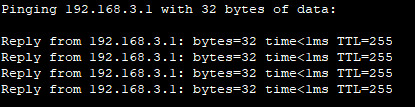 Pinging 192.168.3.1 with 32 bytes of data:
Reply from 192.168.3.1: bytes=32 time<1ms TTL=255
Reply from 192.168.3.1: bytes=32 time<1ms TTL=255
Reply from 192.168.3.1: bytes=32 time<1ms TTL=255
Reply from 192.168.3.1: bytes=32 time<1ms TTL=255